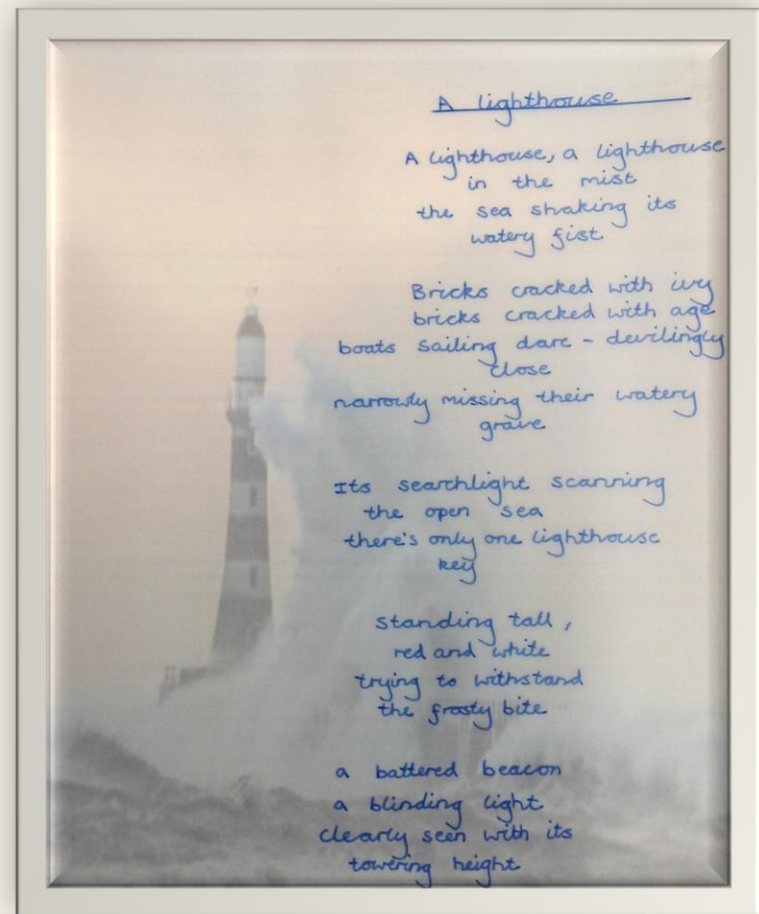 A lighthouse
A lighthouse, a lighthouse
in the mist
the sea shaking its
watery fist
Bricks cracked with ivy
bricks cracked with age
boats sailing dare-devilingly
close
narrowly missing their watery
grave
Its searchlight scanning
the open sea
there's only one lighthouse
key
standing tall,
red and white
trying to withstand
the frosty bite
a battered beacon
a blinding light
clearly seen with its
towering height